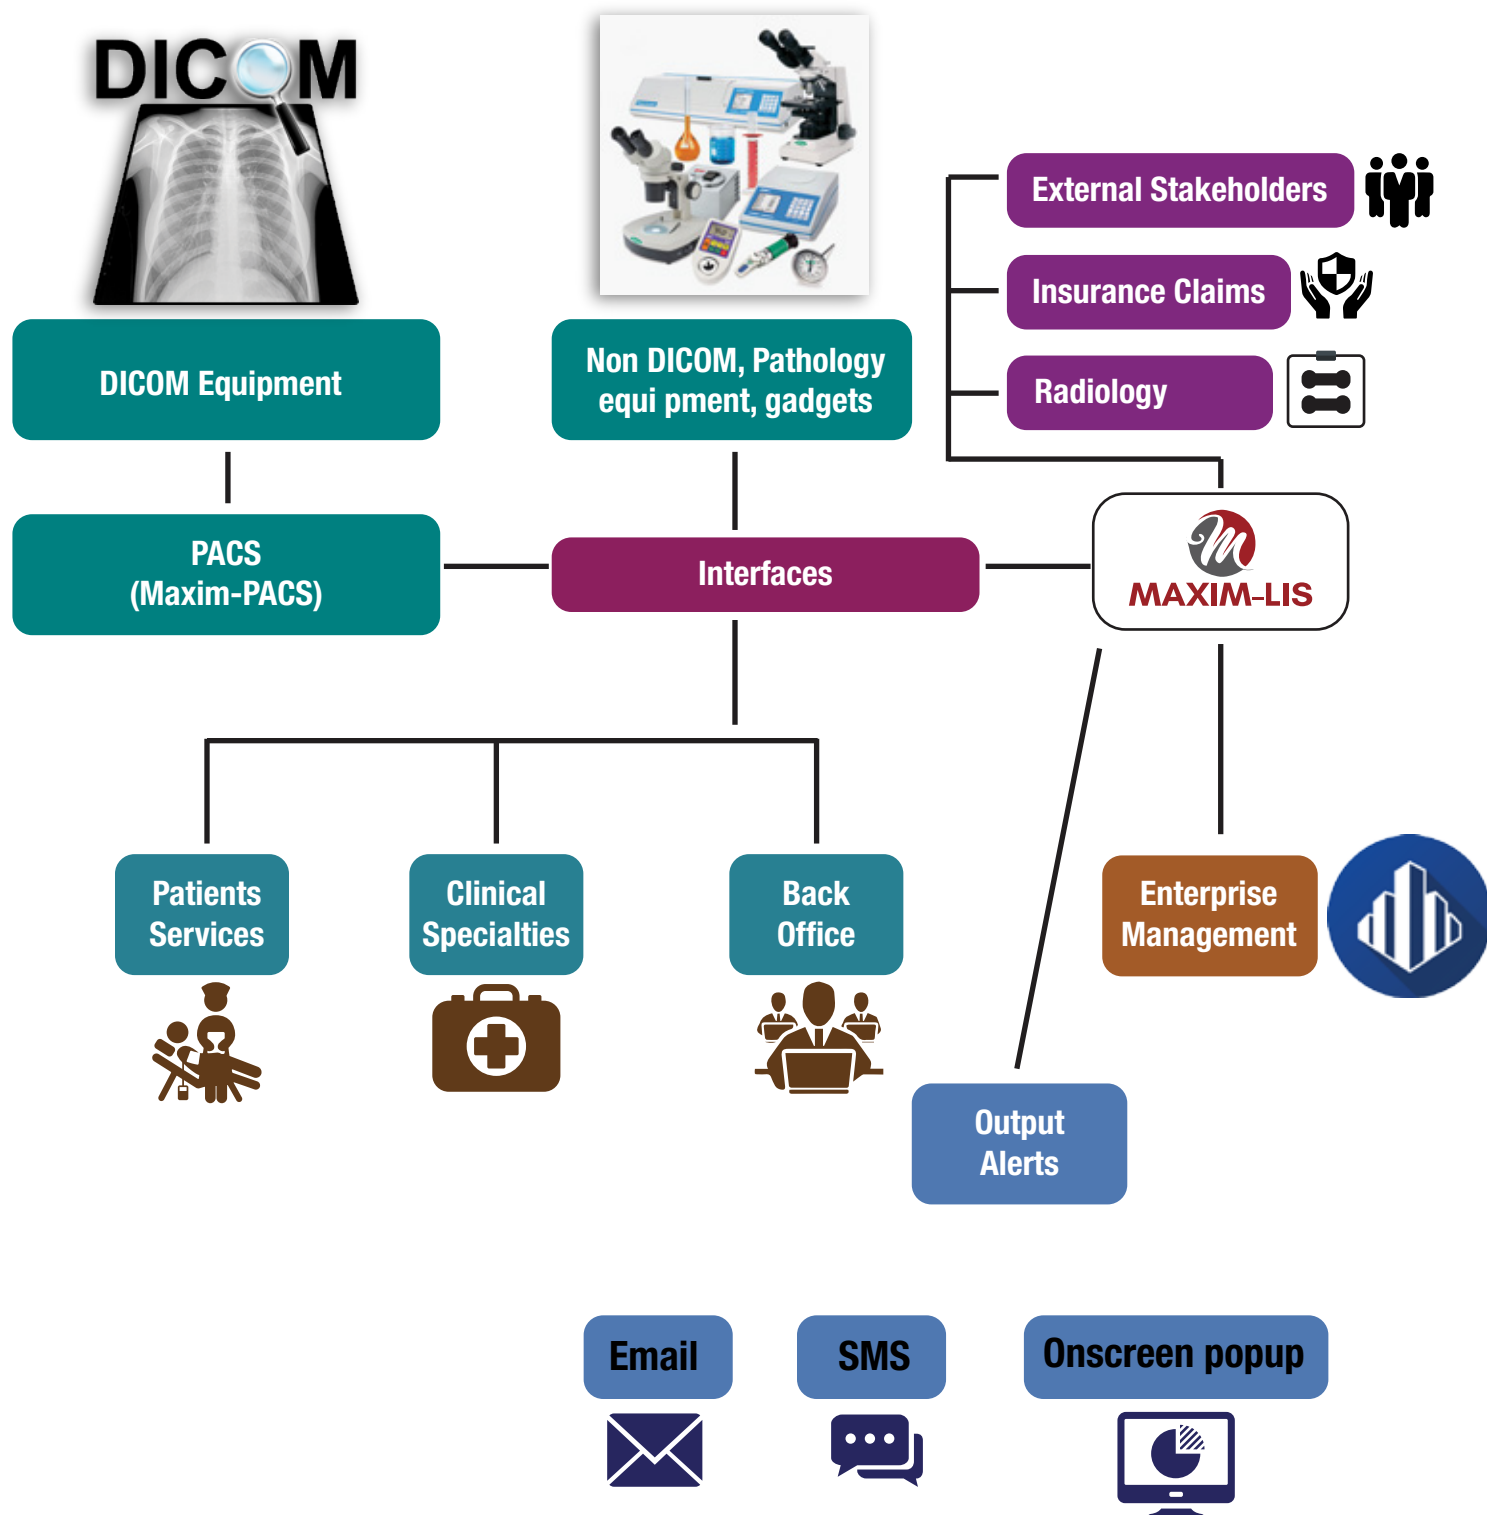 DICOM
External Stakeholders
Insurance Claims
Radiology
DICOM Equipment
Non DICOM, Pathology
equi pment, gadgets
PACS
(Maxim-PACS)
Interfaces
MAXIM-LIS
Patients
Services
Clinical
Specialties
Back
Office
Enterprise
Management
Output
Alerts
Email
SMS
Onscreen popup